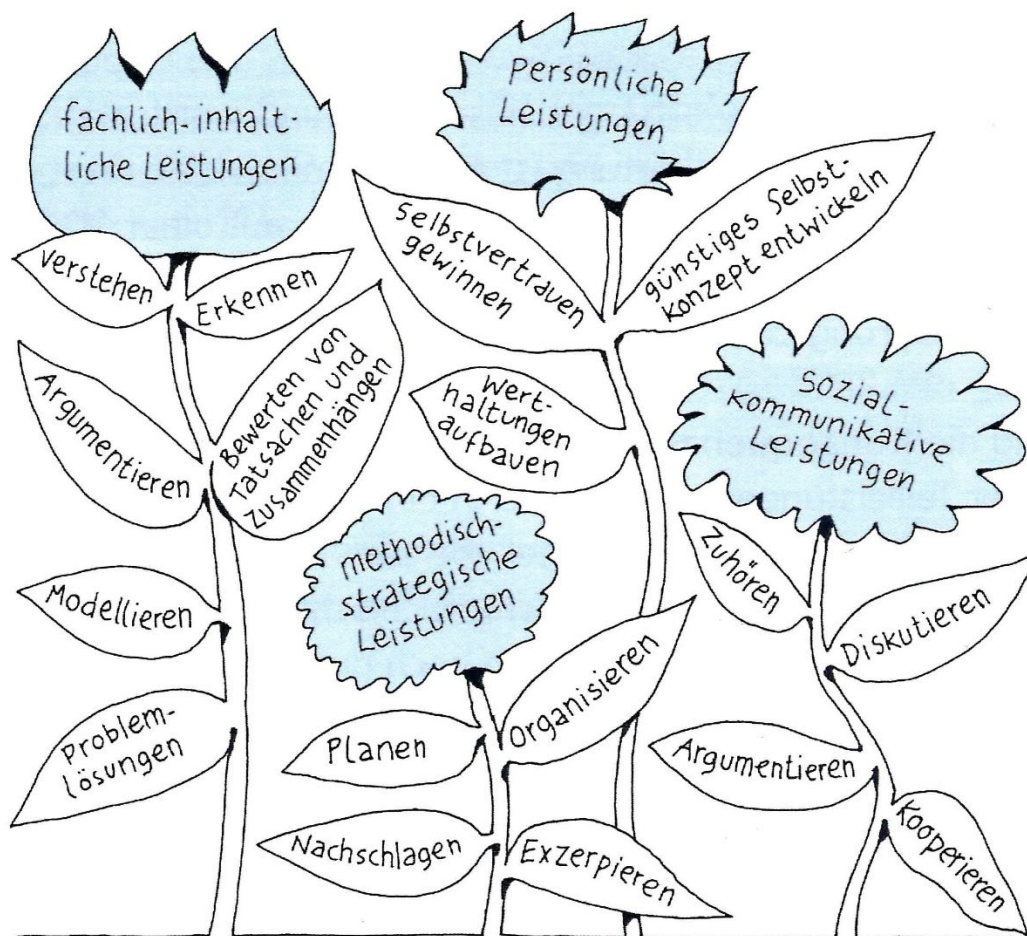 fachlich-inhalt-
liche Leistungen
verstehen
Erkennen
Argumentieren
Bewerten von
Tatsachen und
Zusammenhängen
Modellieren
Problem-
lösungen
persönliche
Leistungen
Selbstvertrauen
gewinnen
günstiges Selbst-
konzept entwickeln
Wert-
haltungen
aufbauen
methodisch-
strategische
Leistungen
Organisieren
Planen
Nachschlagen
Exzerpieren
Sozial-
kommunikative
Leistungen
Zuhören
Diskutieren
Argumentieren
Kooperieren